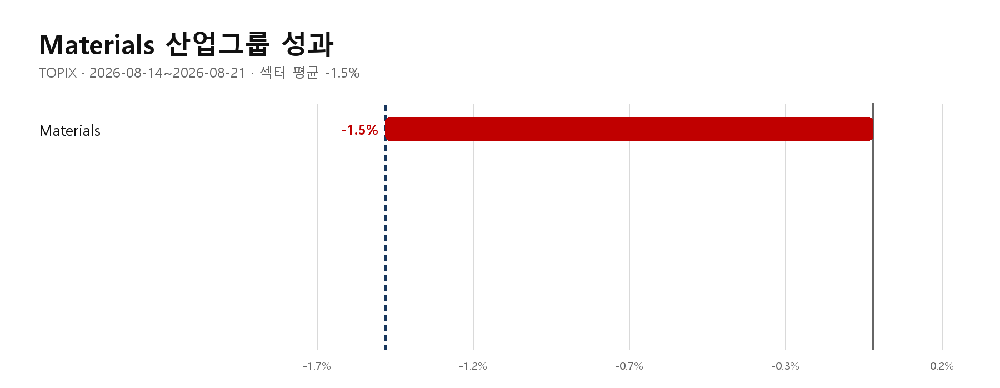 Materials 산업그룹 성과
TOPIX · 2026-08-14~2026-08-21 · 섹터 평균 -1.5%
Materials -1.5%
-1.7% -1.2% -0.7% -0.3% 0.2%